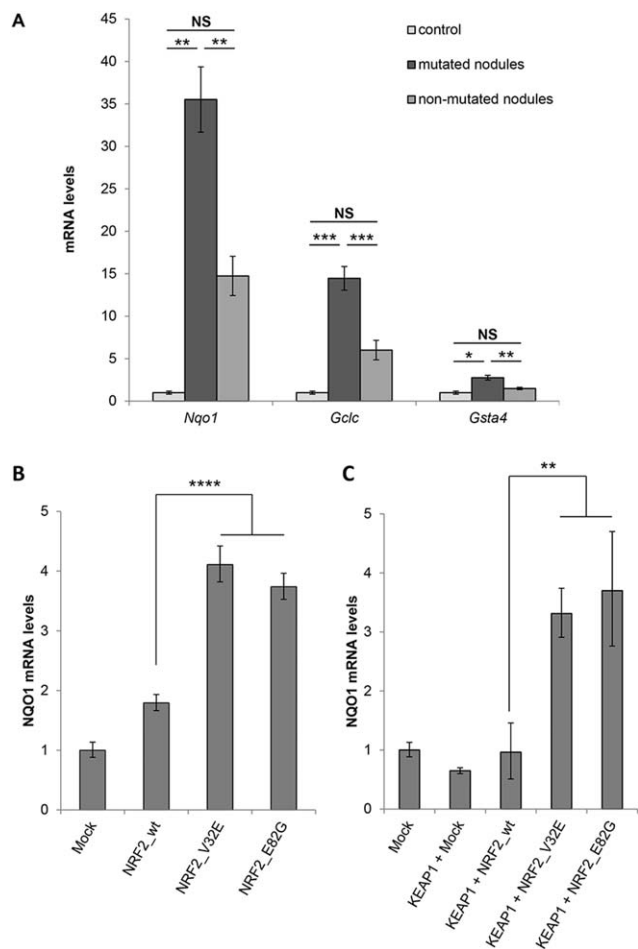 A
NS
** **
control
mutated nodules
non-mutated nodules
NS
*** ***
NS
* **
mRNA levels
45
40
35
30
25
20
15
10
5
0
Nqo1 Gclc Gsta4
B
****
NQO1 mRNA levels
5
4
3
2
1
0
Mock
NRF2_wt
NRF2_V32E
NRF2_E82G
C
**
NQO1 mRNA levels
5
4
3
2
1
0
Mock
KEAP1 + Mock
KEAP1 + NRF2_wt
KEAP1 + NRF2_V32E
KEAP1 + NRF2_E82G